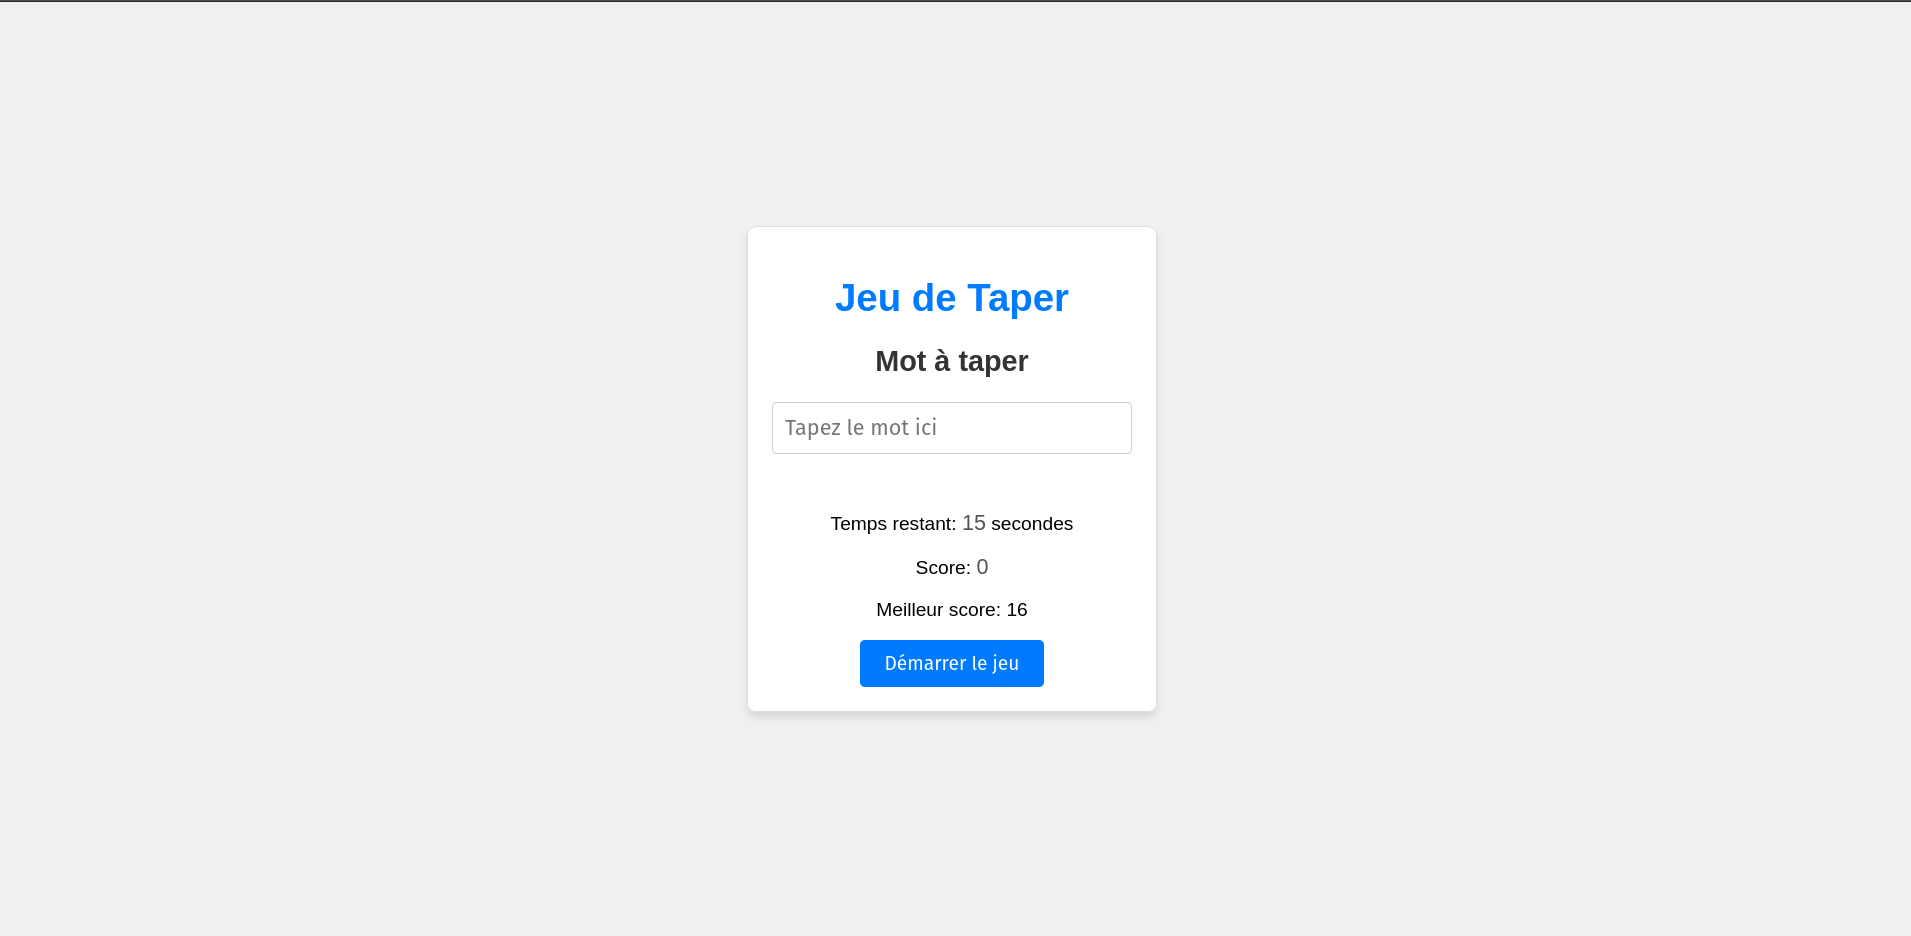 Jeu de Taper
Mot à taper
Tapez le mot ici
Temps restant: 15 secondes
Score: 0
Meilleur score: 16
Démarrer le jeu